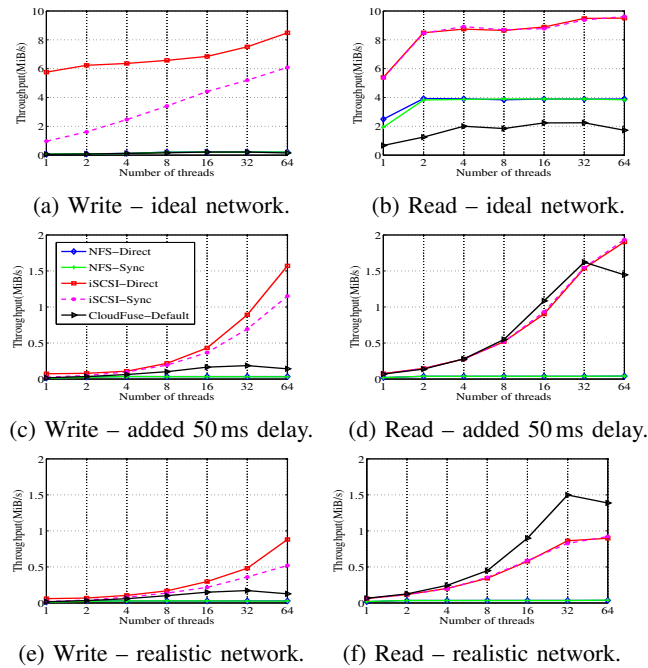 10
8
6
4
2
0
Throughput(MiB/s)
1 2 4 8 16 32 64
Number of threads
(a) Write – ideal network.
10
8
6
4
2
0
Throughput(MiB/s)
1 2 4 8 16 32 64
Number of threads
(b) Read – ideal network.
2
1.5
1
0.5
0
Throughput(MiB/s)
NFS−Direct
NFS−Sync
iSCSI−Direct
iSCSI−Sync
CloudFuse−Default
1 2 4 8 16 32 64
Number of threads
(c) Write – added 50 ms delay.
2
1.5
1
0.5
0
Throughput(MiB/s)
1 2 4 8 16 32 64
Number of threads
(d) Read – added 50 ms delay.
2
1.5
1
0.5
0
Throughput(MiB/s)
1 2 4 8 16 32 64
Number of threads
(e) Write – realistic network.
2
1.5
1
0.5
0
Throughput(MiB/s)
1 2 4 8 16 32 64
Number of threads
(f) Read – realistic network.